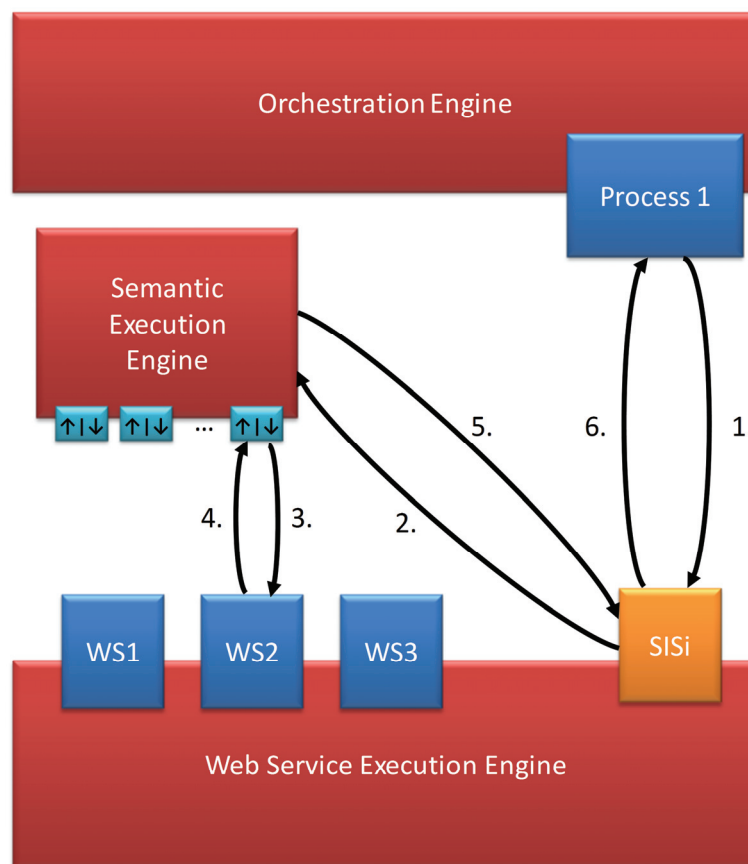 Orchestration Engine
Process 1
Semantic
Execution
Engine
↑|↓ ↑|↓ ... ↑|↓
5.
6.
1
4.
3.
2.
WS1
WS2
WS3
SISi
Web Service Execution Engine